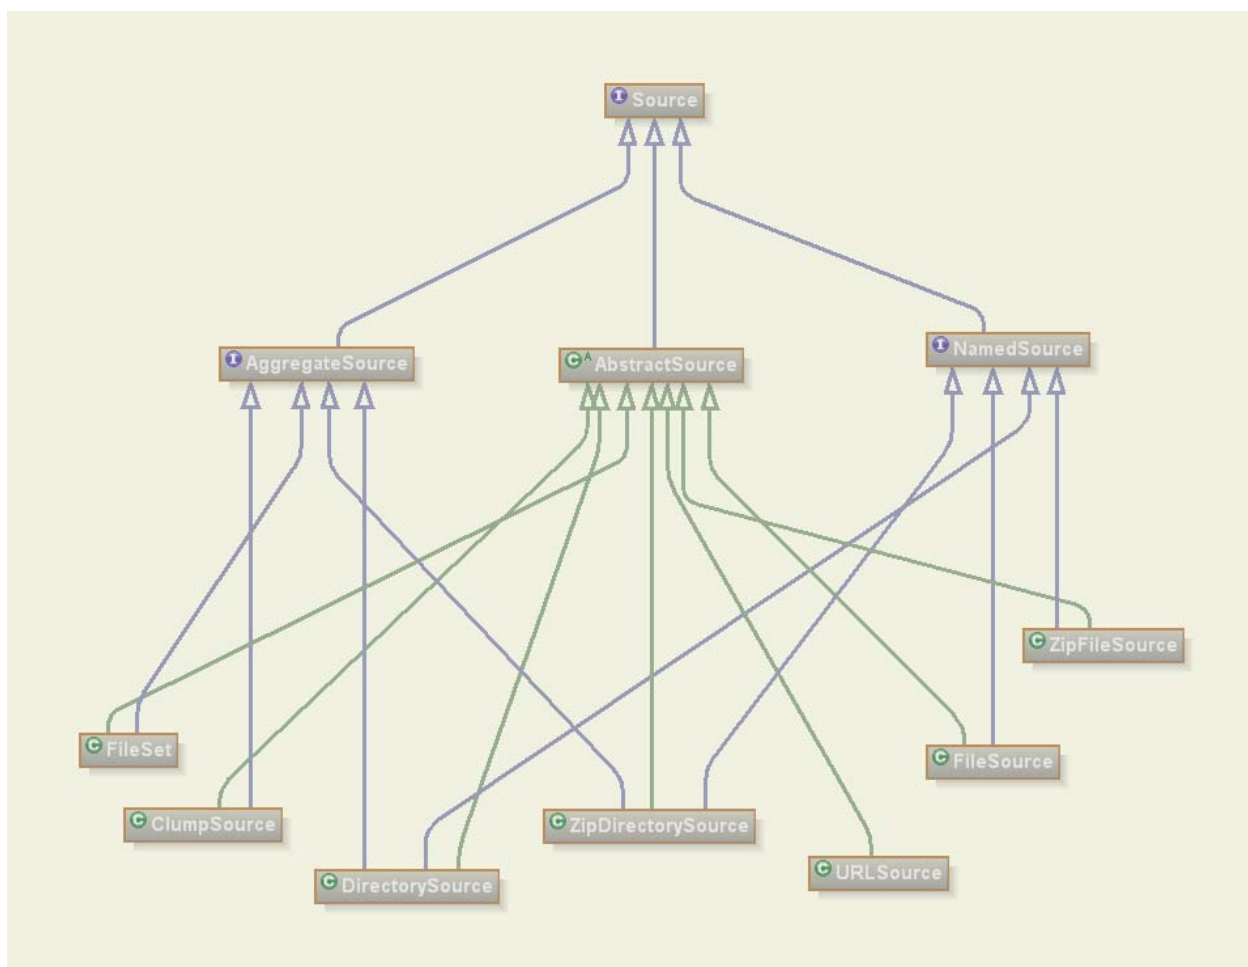 I Source
I AggregateSource
C A AbstractSource
I NamedSource
C ZipFileSource
C FileSet
C FileSource
C ClumpSource
C ZipDirectorySource
C URLSource
C DirectorySource